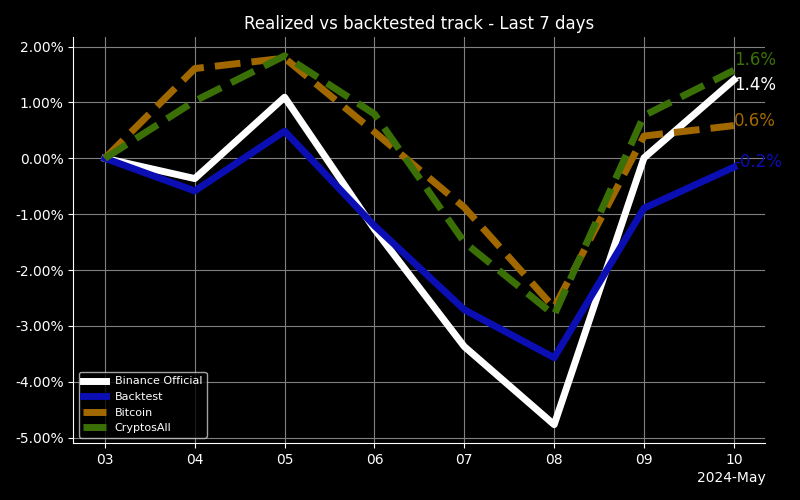 Realized vs backtested track - Last 7 days
2.00%
1.00%
0.00%
-1.00%
-2.00%
-3.00%
-4.00%
-5.00%
1.6%
1.4%
0.6%
-0.2%
Binance Official
Backtest
Bitcoin
CryptosAll
03 04 05 06 07 08 09 10
2024-May